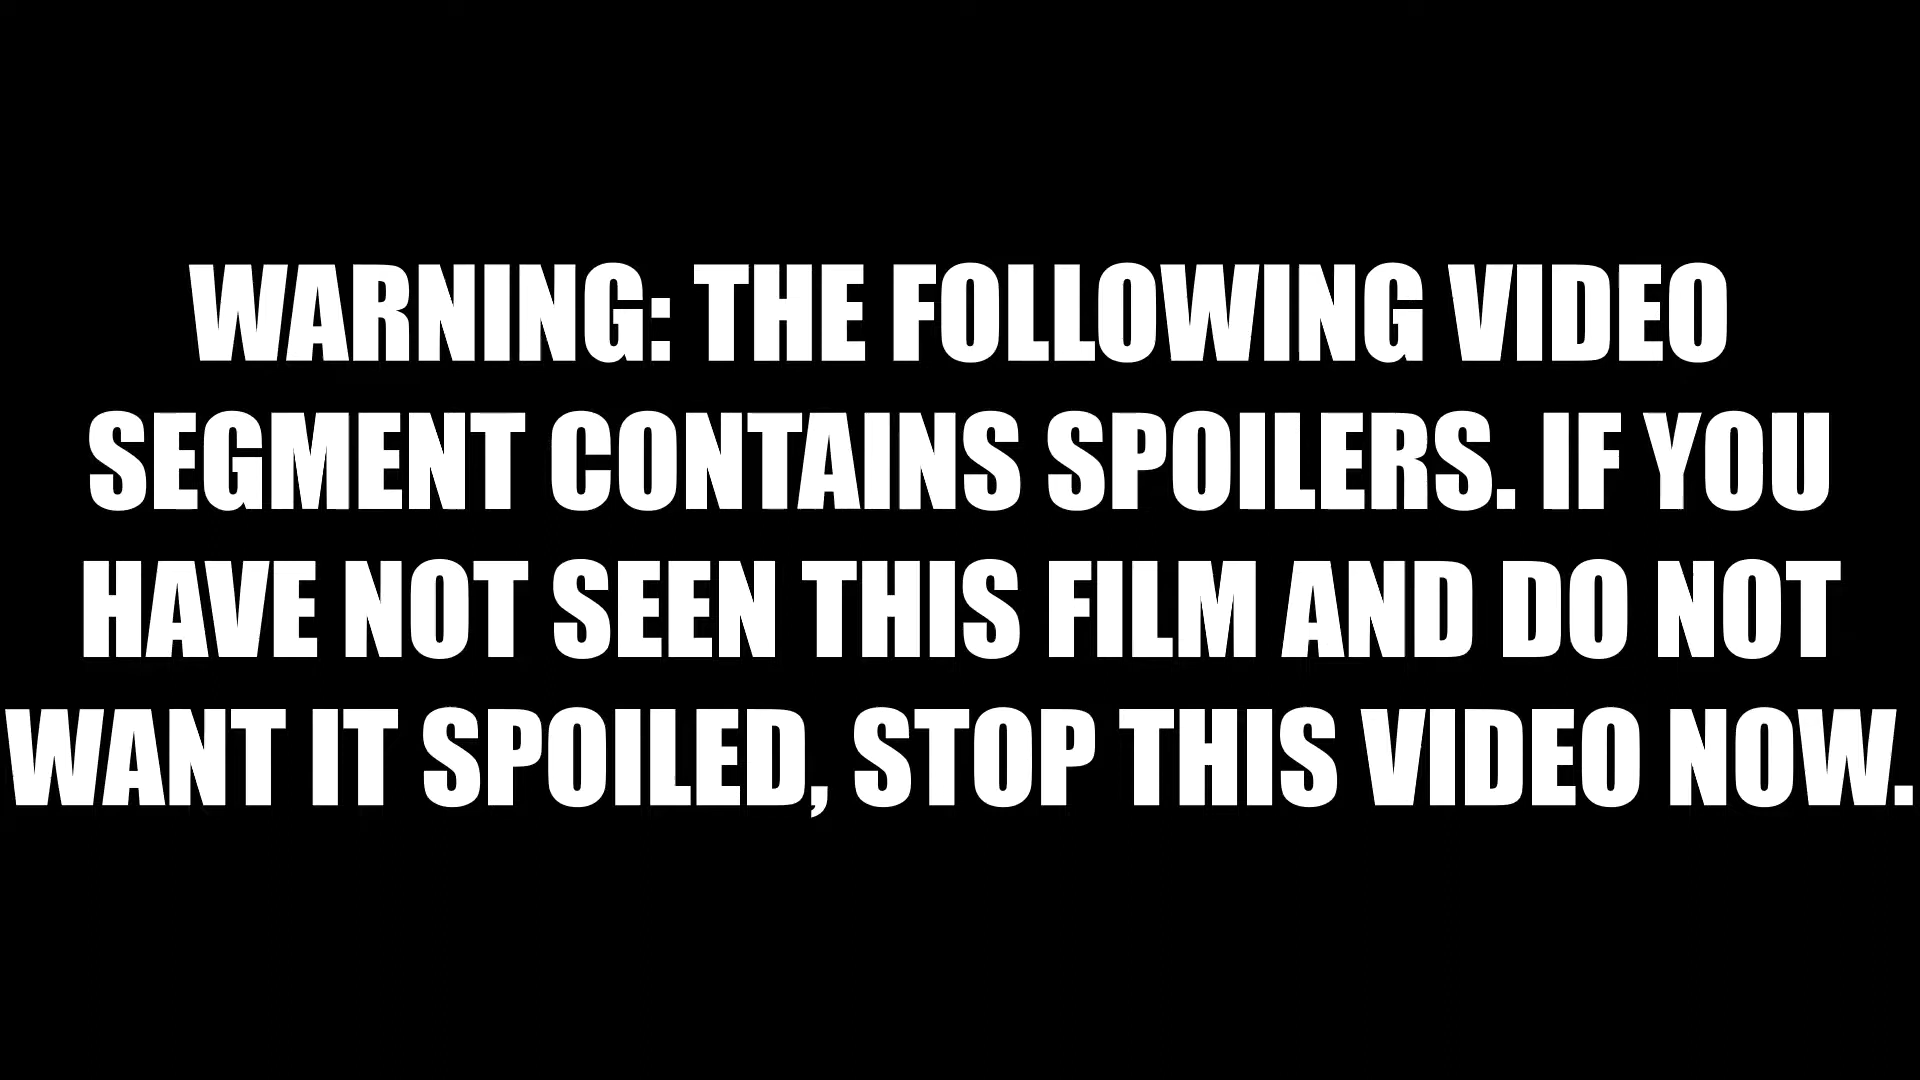 WARNING: THE FOLLOWING VIDEO
SEGMENT CONTAINS SPOILERS. IF YOU
HAVE NOT SEEN THIS FILM AND DO NOT
WANT IT SPOILED, STOP THIS VIDEO NOW.